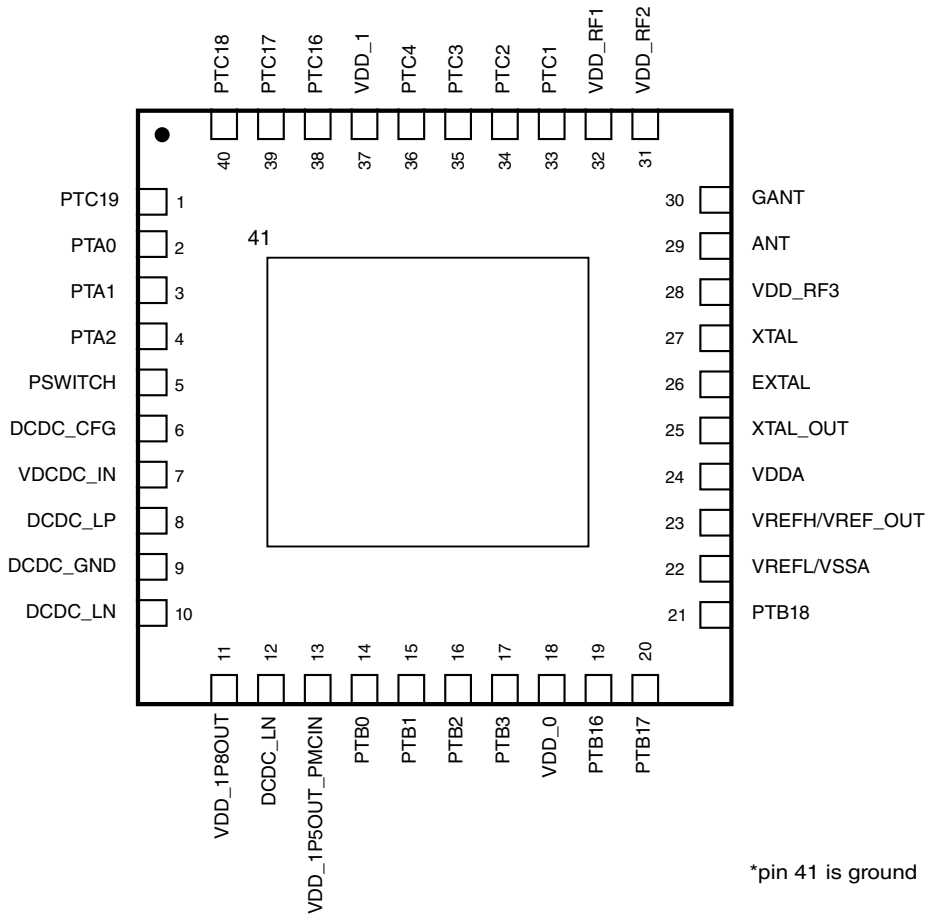 PTC18
PTC17
PTC16
VDD_1
PTC4
PTC3
PTC2
PTC1
VDD_RF1
VDD_RF2
40
39
38
37
36
35
34
33
32
31
PTC19 1
PTA0 2
PTA1 3
PTA2 4
PSWITCH 5
DCDC_CFG 6
VDCDC_IN 7
DCDC_LP 8
DCDC_GND 9
DCDC_LN 10
41
30 GANT
29 ANT
28 VDD_RF3
27 XTAL
26 EXTAL
25 XTAL_OUT
24 VDDA
23 VREFH/VREF_OUT
22 VREFL/VSSA
21 PTB18
11
12
13
14
15
16
17
18
19
20
VDD_1P8OUT
DCDC_LN
VDD_1P5OUT_PMCIN
PTB0
PTB1
PTB2
PTB3
VDD_0
PTB16
PTB17
*pin 41 is ground